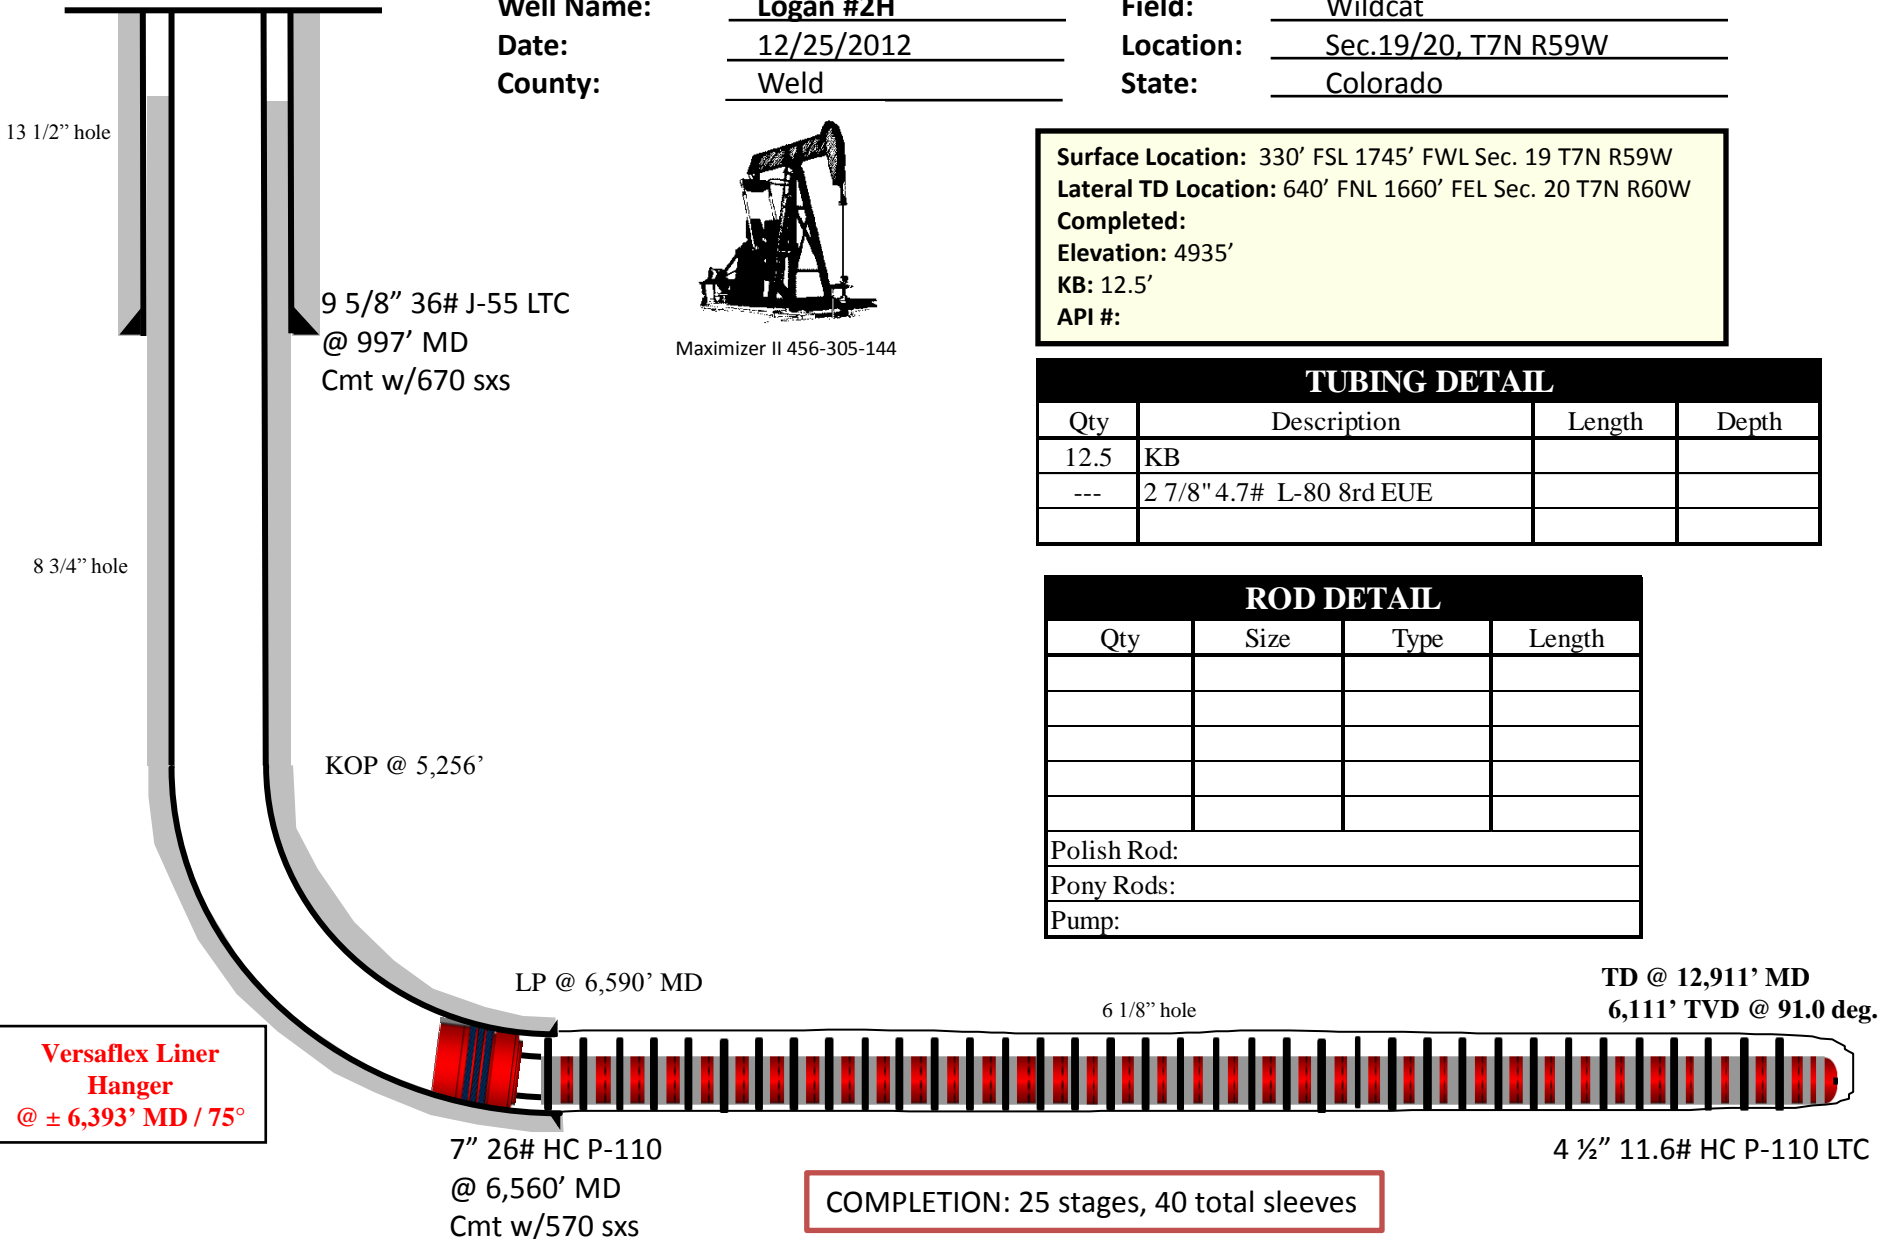 Well Name: Logan #2H Field: Wildcat
Date: 12/25/2012 Location: Sec.19/20, T7N R59W
County: Weld State: Colorado
13 1/2” hole
Surface Location: 330’ FSL 1745’ FWL Sec. 19 T7N R59W
Lateral TD Location: 640’ FNL 1660’ FEL Sec. 20 T7N R60W
Completed:
Elevation: 4935’
KB: 12.5’
API #:
9 5/8” 36# J-55 LTC
@ 997’ MD
Cmt w/670 sxs
Maximizer II 456-305-144
TUBING DETAIL
Qty Description Length Depth
12.5 KB
--- 2 7/8" 4.7# L-80 8rd EUE
8 3/4” hole
ROD DETAIL
Qty Size Type Length
Polish Rod:
Pony Rods:
Pump:
KOP @ 5,256’
LP @ 6,590’ MD
6 1/8” hole
TD @ 12,911’ MD
6,111’ TVD @ 91.0 deg.
Versaflex Liner
Hanger
@ ± 6,393’ MD / 75°
7” 26# HC P-110
@ 6,560’ MD
Cmt w/570 sxs
4 ½” 11.6# HC P-110 LTC
COMPLETION: 25 stages, 40 total sleeves